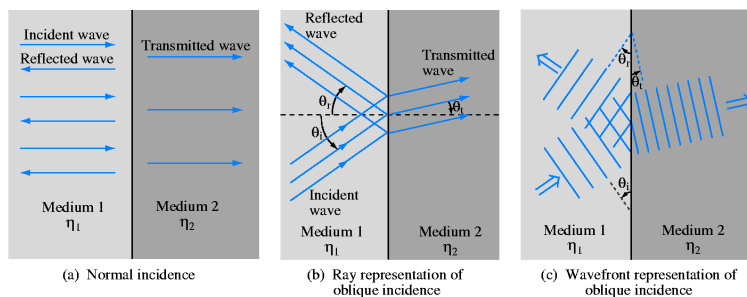 Incident wave
Reflected wave
Transmitted wave
Medium 1
η₁
Medium 2
η₂
(a) Normal incidence
Reflected
wave
Transmitted
wave
θr
θt
θi
Incident
wave
Medium 1
η₁
Medium 2
η₂
(b) Ray representation of
oblique incidence
θr
θt
θi
Medium 1
η₁
Medium 2
η₂
(c) Wavefront representation of
oblique incidence